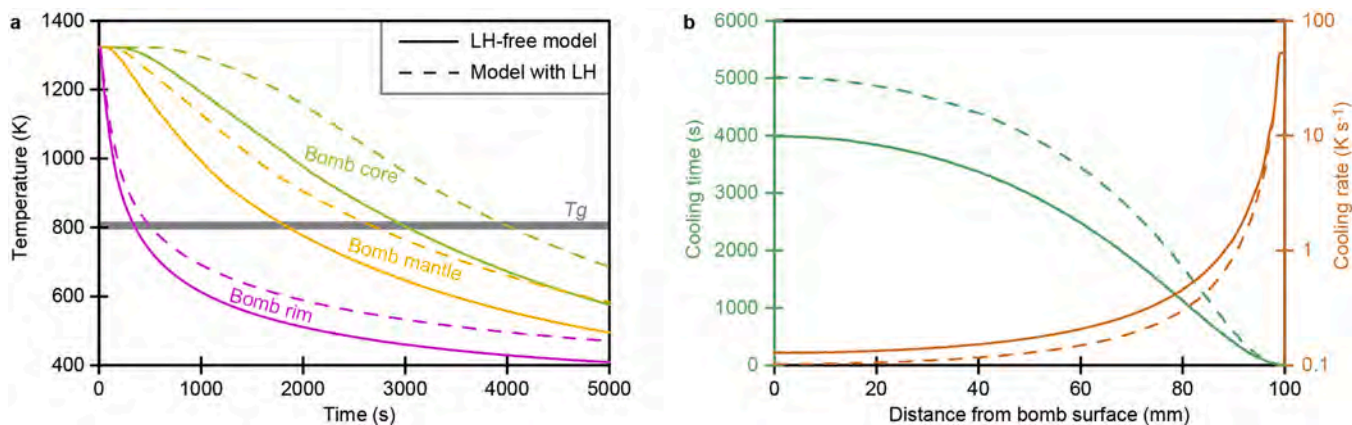 a
1400
1200
1000
800
600
400
Temperature (K)
0
1000
2000
3000
4000
5000
Time (s)
LH-free model
Model with LH
Bomb core
Tg
Bomb mantle
Bomb rim
b
6000
5000
4000
3000
2000
1000
0
Cooling time (s)
0
20
40
60
80
100
Distance from bomb surface (mm)
100
10
1
0.1
Cooling rate (K s-1)